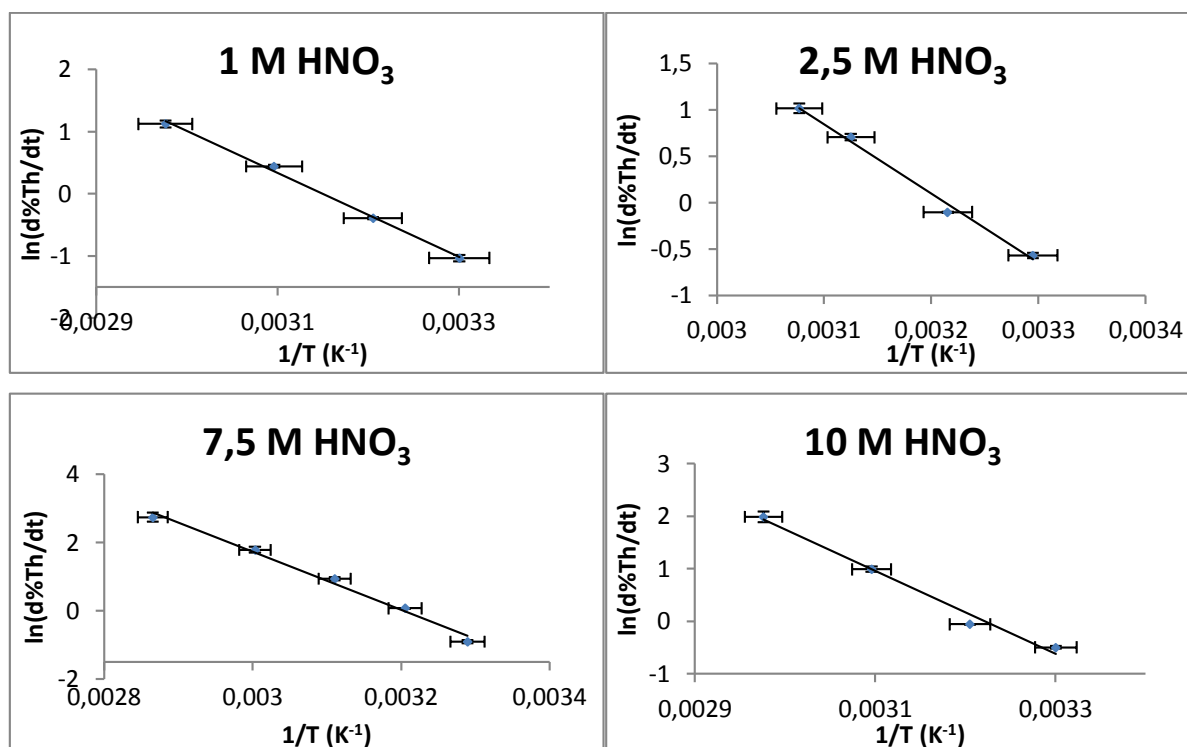 1 M HNO₃
ln(d%Th/dt)
2
1
0
-1
-2
0,0029 0,0031 0,0033
1/T (K⁻¹)
2,5 M HNO₃
ln(d%Th/dt)
1,5
1
0,5
0
-0,5
-1
0,003 0,0031 0,0032 0,0033 0,0034
1/T (K⁻¹)
7,5 M HNO₃
ln(d%Th/dt)
4
2
0
-2
0,0028 0,003 0,0032 0,0034
1/T (K⁻¹)
10 M HNO₃
ln(d%Th/dt)
3
2
1
0
-1
0,0029 0,0031 0,0033
1/T (K⁻¹)